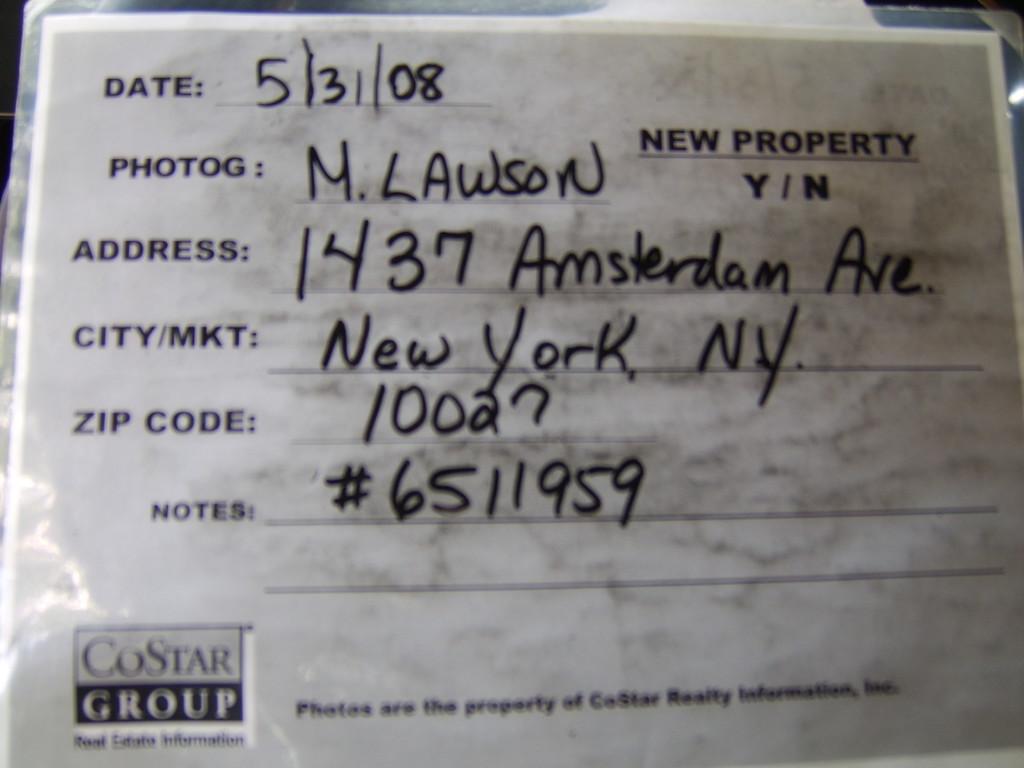 DATE: 5/31/08
PHOTOG: M. LAWSON
NEW PROPERTY
Y / N
ADDRESS: 1437 Amsterdam Ave.
CITY/MKT: New York, NY.
ZIP CODE: 10027
NOTES: #6511959
COSTAR
GROUP
Real Estate Information
Photos are the property of CoStar Realty Information, Inc.